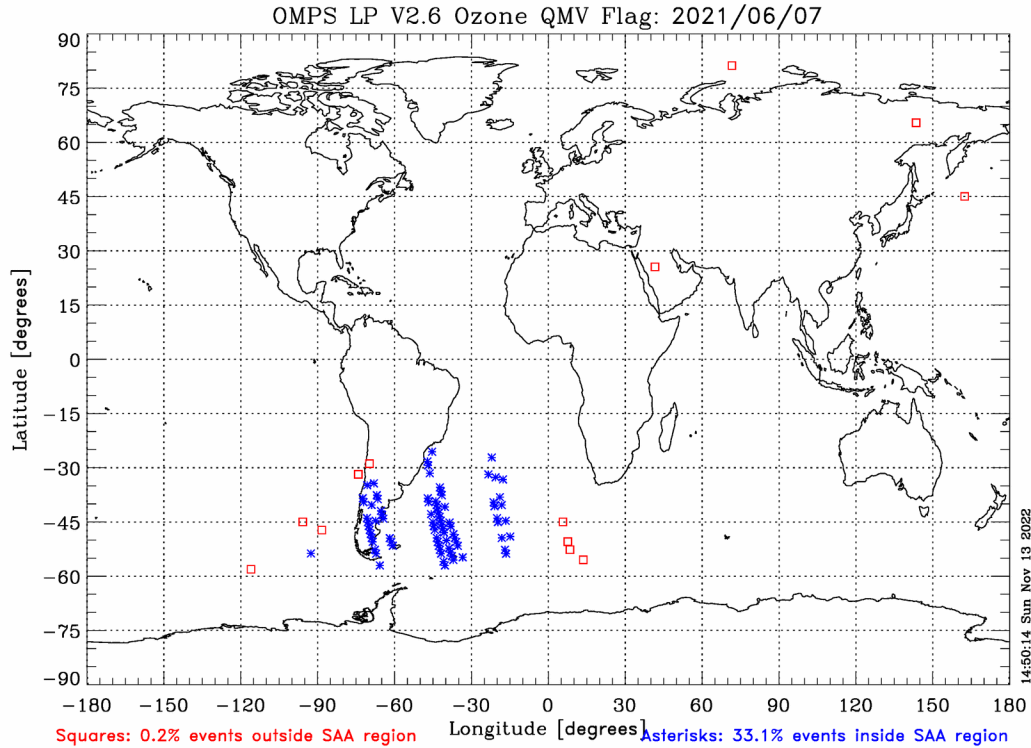 OMPS LP V2.6 Ozone QMV Flag: 2021/06/07
90
75
60
45
30
15
0
-15
-30
-45
-60
-75
-90
Latitude [degrees]
-180 -150 -120 -90 -60 -30 0 30 60 90 120 150 180
Longitude [degrees]
Squares: 0.2% events outside SAA region
Asterisks: 33.1% events inside SAA region
14:50:14 Sun Nov 13 2022